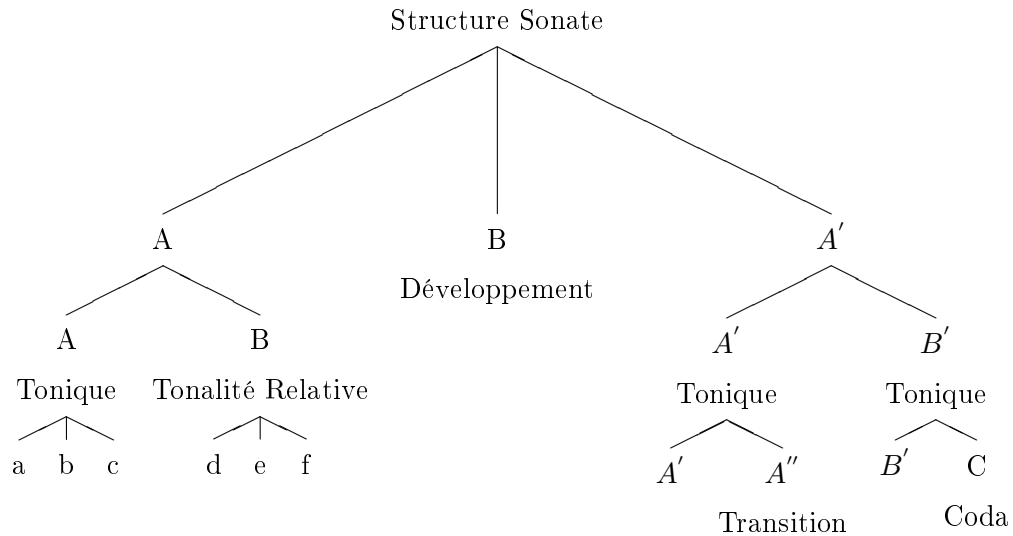 Structure Sonate
A B A′
Développement
A B A′ B′
Tonique Tonalité Relative Tonique Tonique
a b c d e f A′ A″ B′ C
Transition Coda